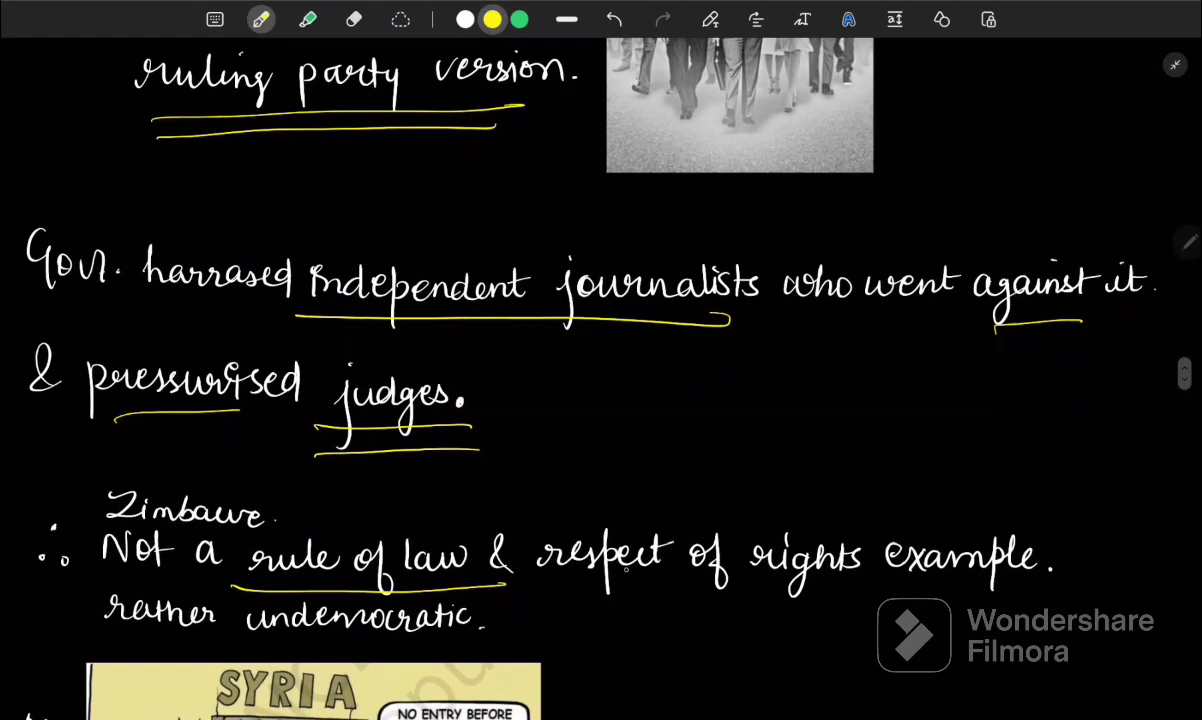 ruling party version.
Govt. harrased independent journalists who went against it.
& pressurised judges.
Zimbawe.
∴ Not a rule of law & respect of rights example.
rather undemocratic.
Wondershare
Filmora
SYRIA
NO ENTRY BEFORE